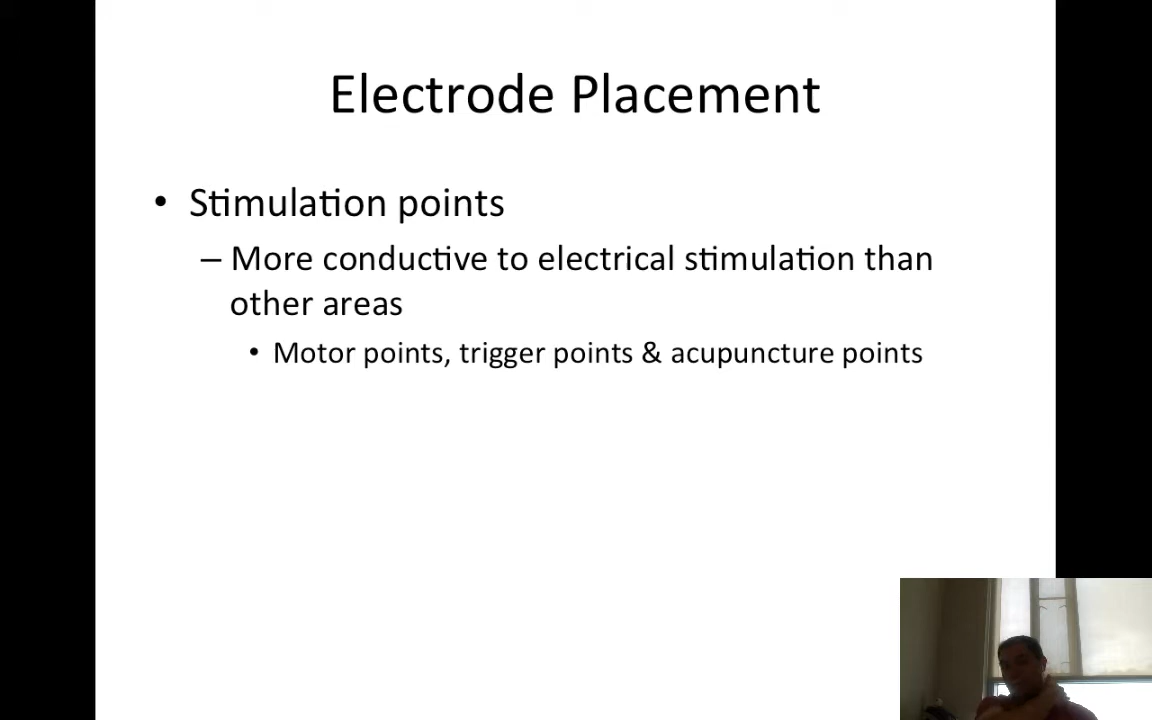 Electrode Placement
• Stimulation points
– More conductive to electrical stimulation than
other areas
• Motor points, trigger points & acupuncture points